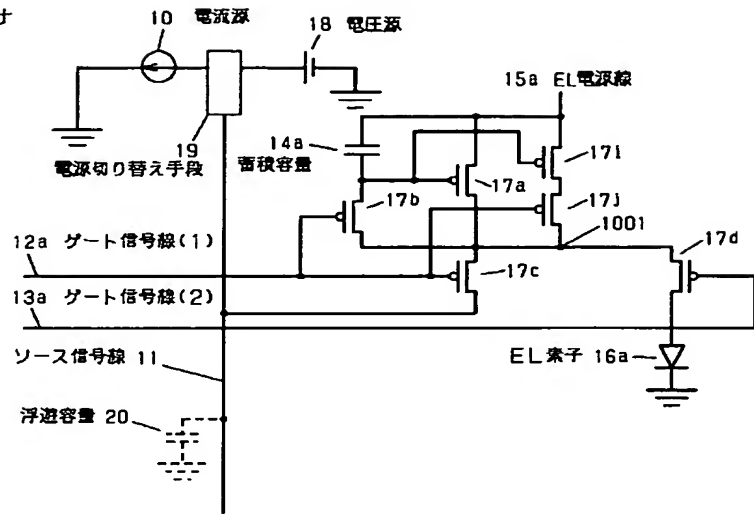 ナ
10 電流源
18 電圧源
15a EL電源線
19
電源切り替え手段
14a
蓄積容量
17i
17a
17b
17j
1001
17d
12a ゲート信号線(1)
17c
13a ゲート信号線(2)
ソース信号線 11
EL素子 16a
浮遊容量 20